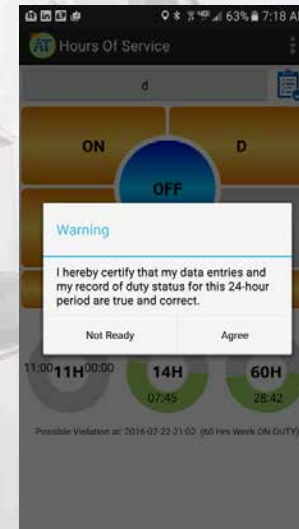 63% 7:18 AM
AT Hours Of Service
d
ON
D
OFF
Warning
I hereby certify that my data entries and
my record of duty status for this 24-hour
period are true and correct.
Not Ready
Agree
11:00 11H 00:00
14H
07:45
60H
28:42
Possible Violation at: 2016-07-22 21:02 (60 Hrs Week ON-DUTY)